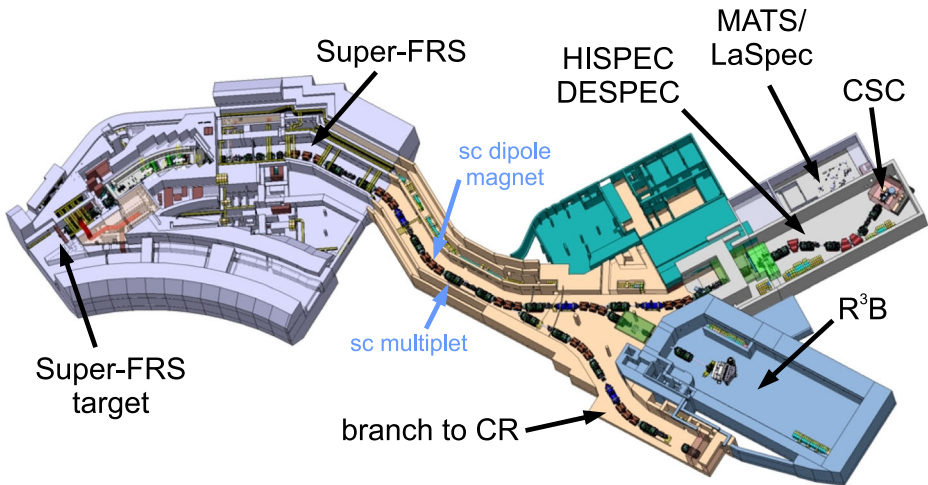 MATS/
LaSpec
Super-FRS
HISPEC
DESPEC
CSC
sc dipole
magnet
R³B
sc multiplet
Super-FRS
target
branch to CR